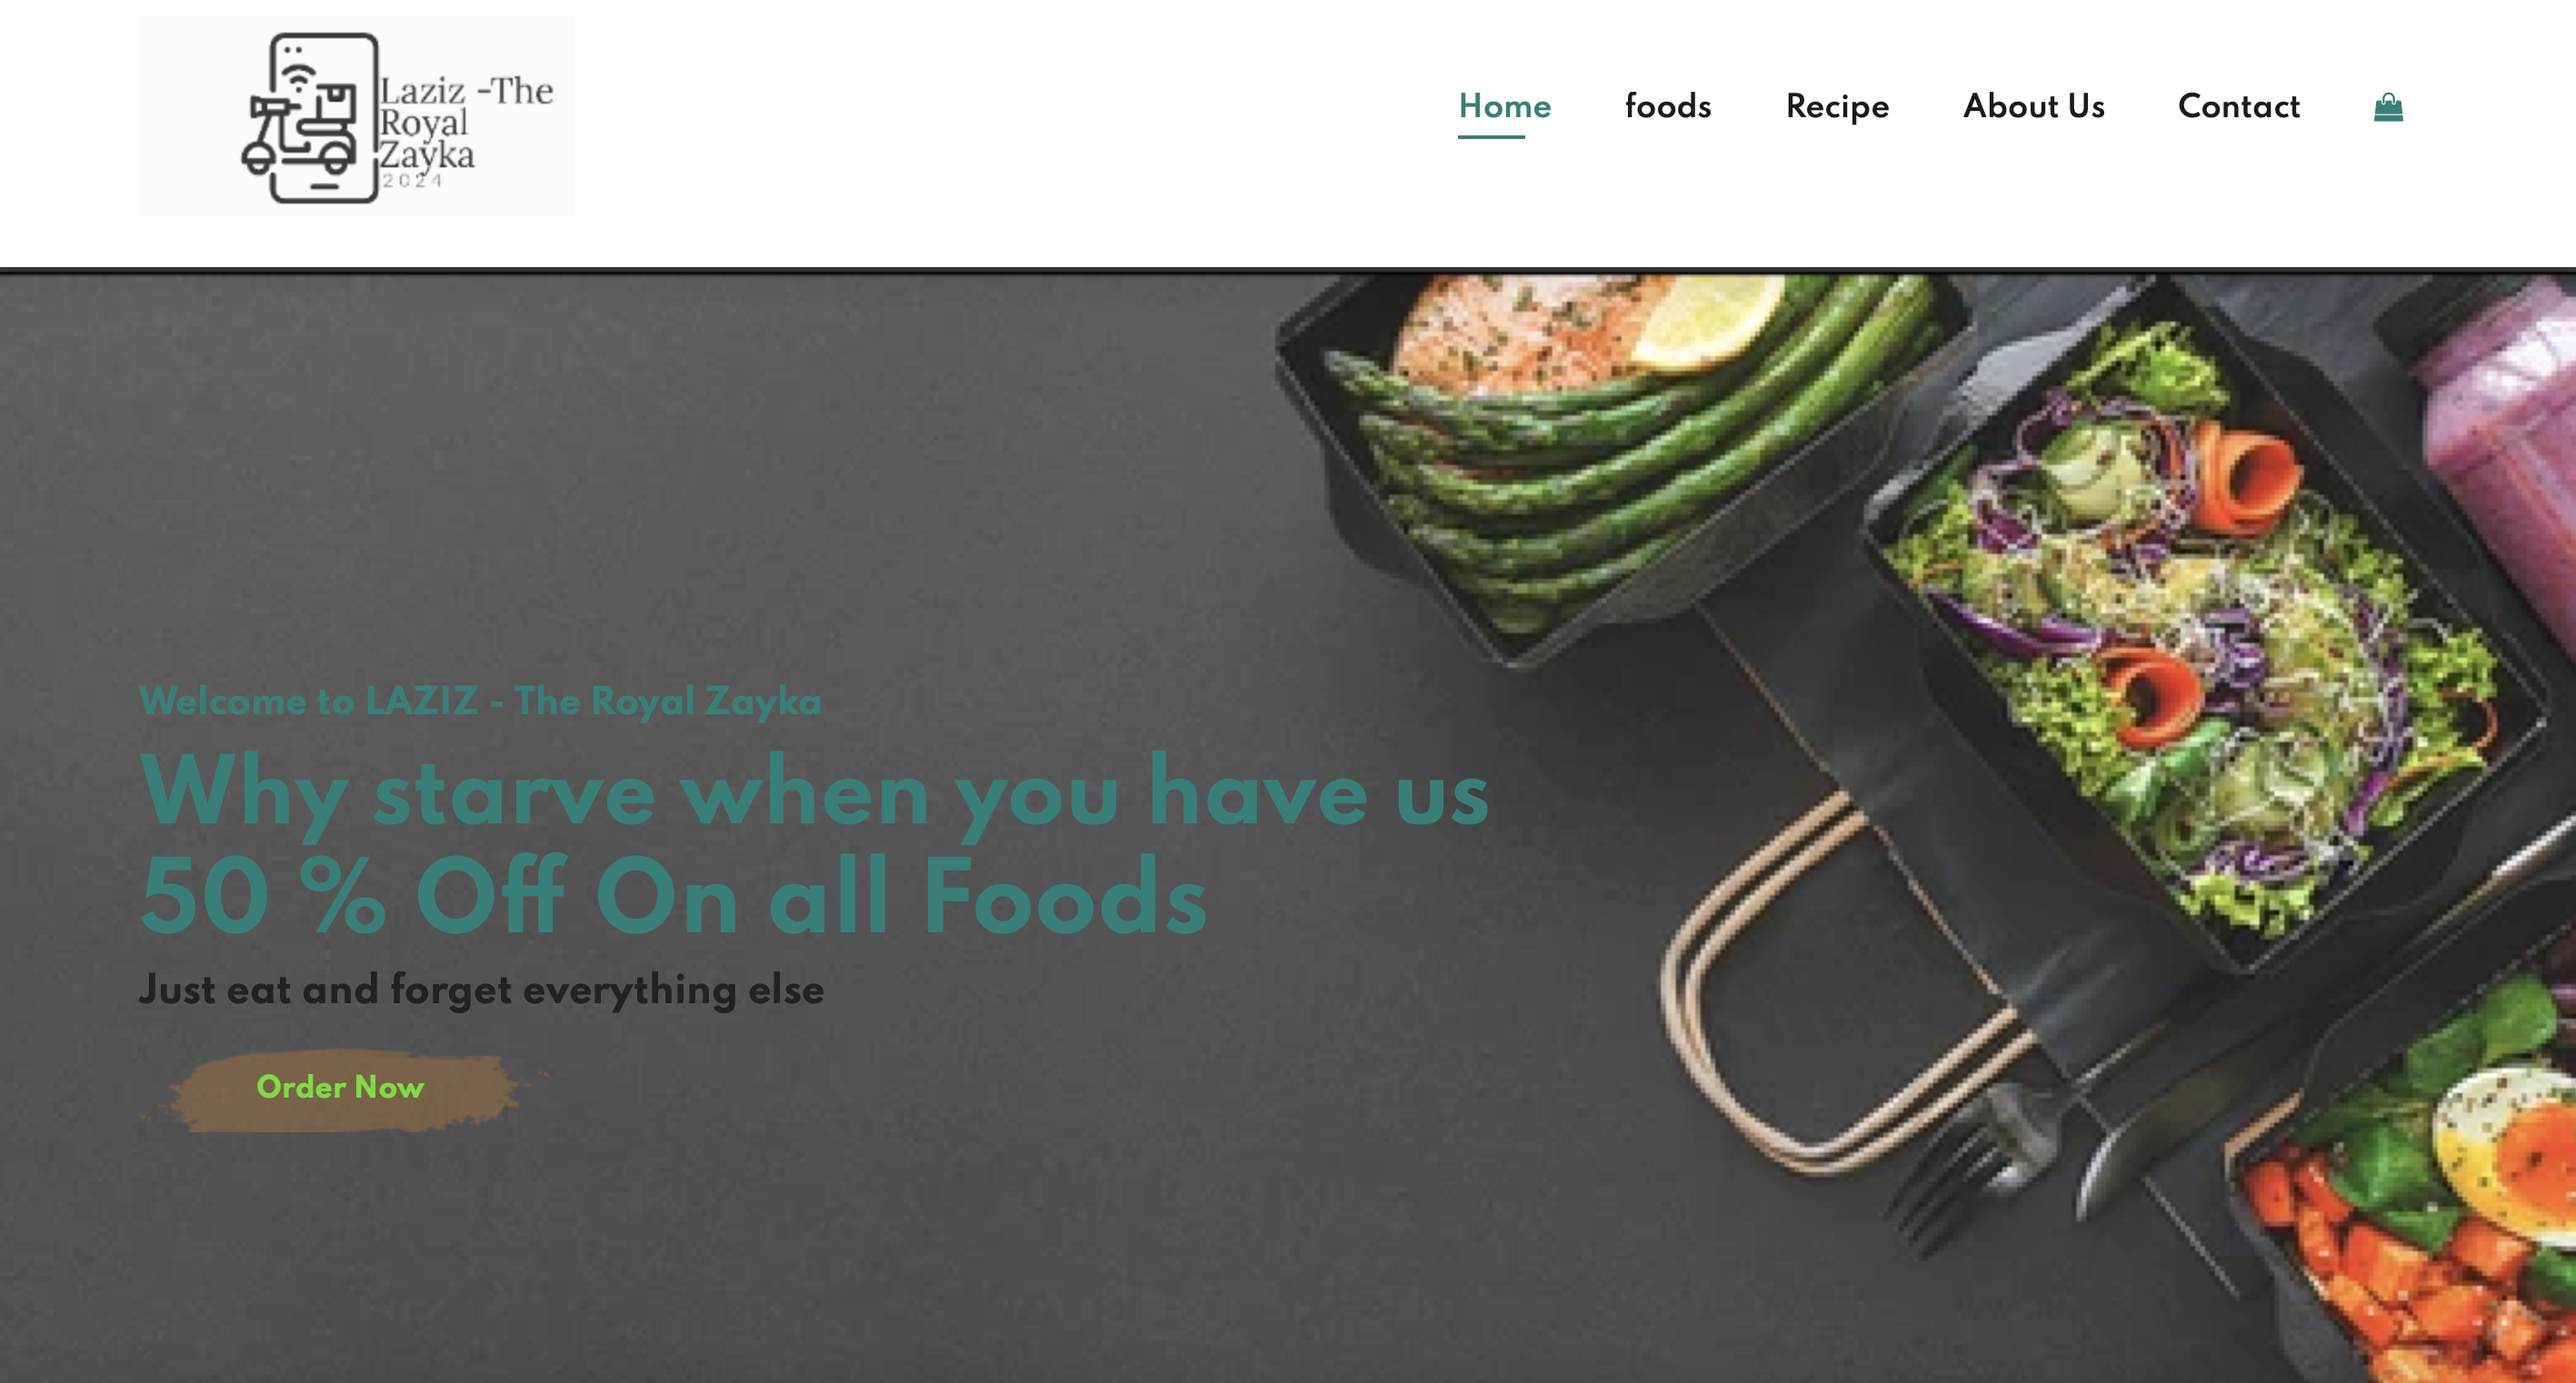 Laziz -The
Royal
Zayka
2024
Home foods Recipe About Us Contact
Welcome to LAZIZ - The Royal Zayka
Why starve when you have us
50 % Off On all Foods
Just eat and forget everything else
Order Now